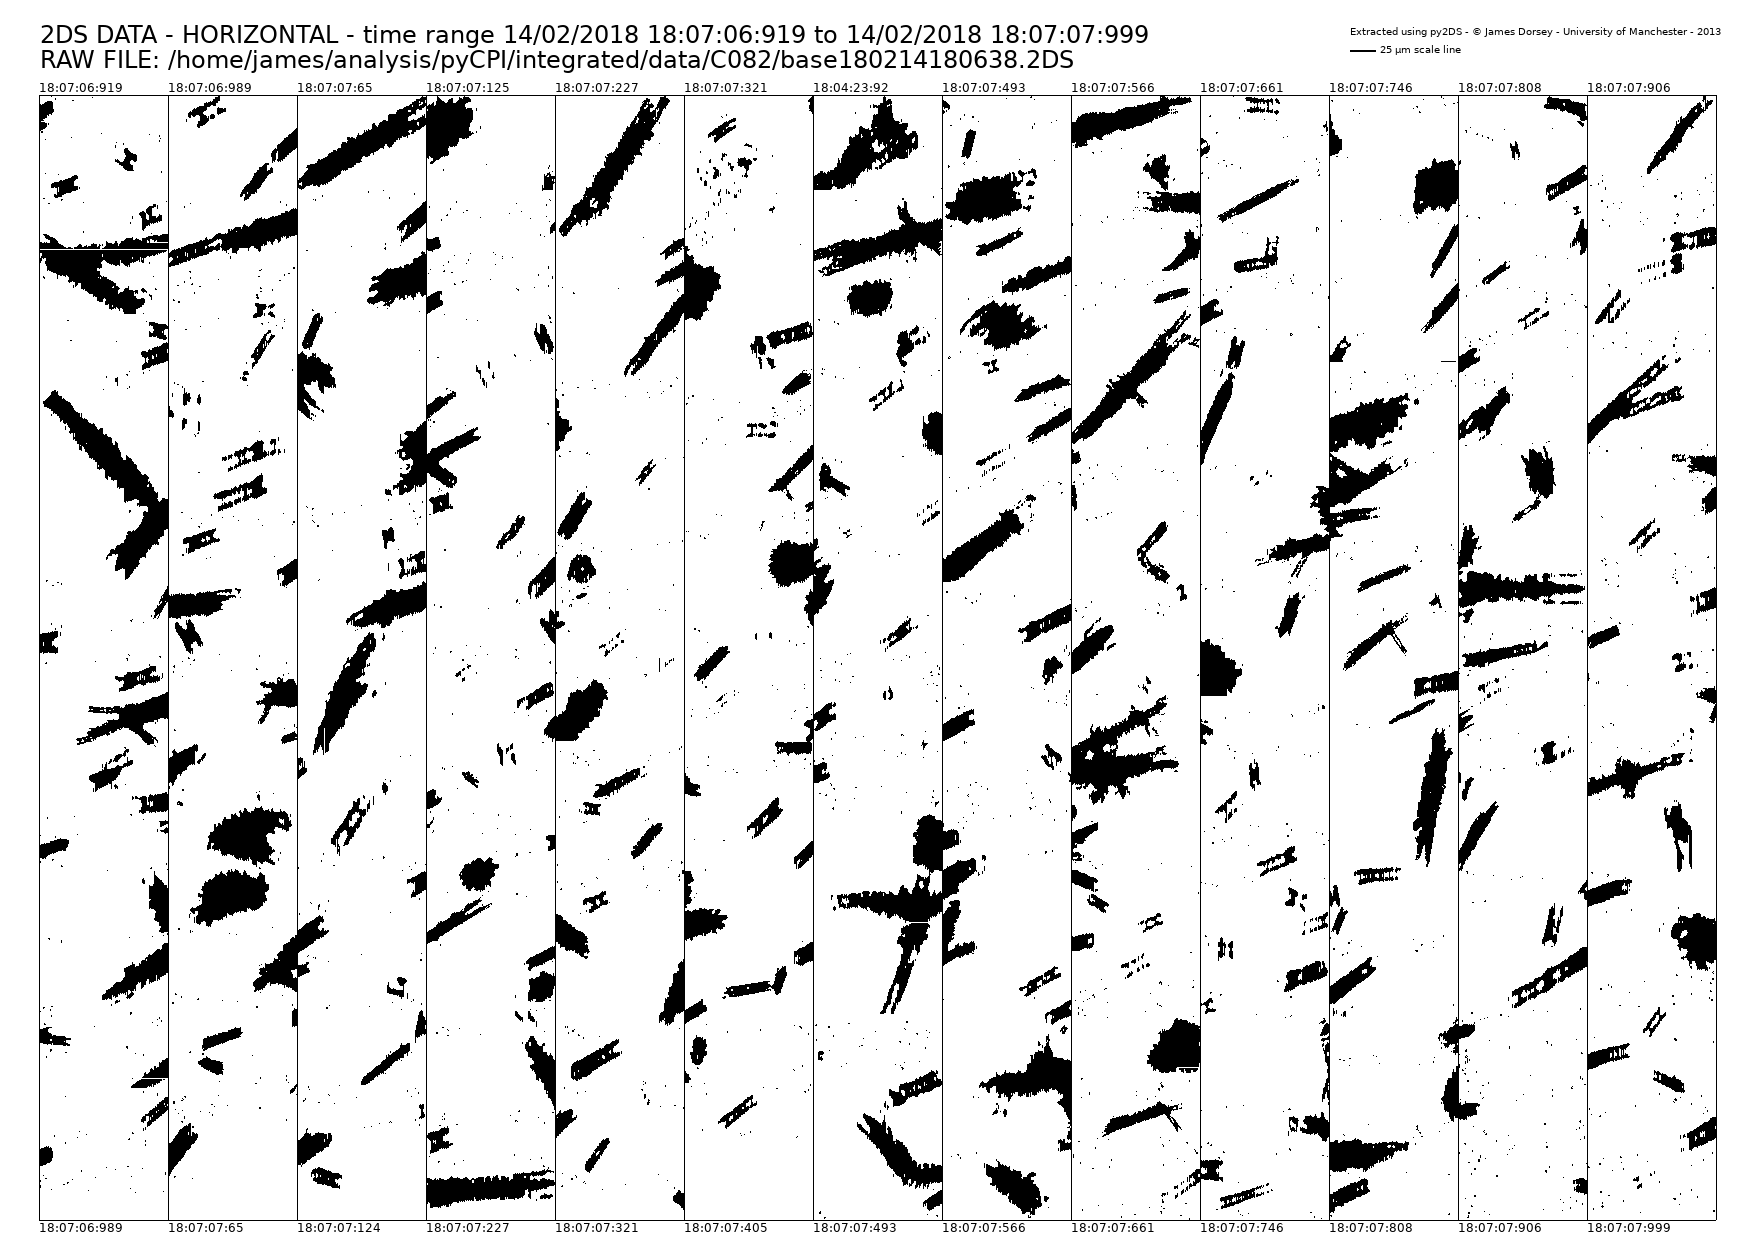 2DS DATA - HORIZONTAL - time range 14/02/2018 18:07:06:919 to 14/02/2018 18:07:07:999
RAW FILE: /home/james/analysis/pyCPI/integrated/data/C082/base180214180638.2DS
Extracted using py2DS - © James Dorsey - University of Manchester - 2013
25 µm scale line
18:07:06:919 18:07:06:989 18:07:07:65 18:07:07:125 18:07:07:227 18:07:07:321 18:04:23:92 18:07:07:493 18:07:07:566 18:07:07:661 18:07:07:746 18:07:07:808 18:07:07:906
18:07:06:989 18:07:07:65 18:07:07:124 18:07:07:227 18:07:07:321 18:07:07:405 18:07:07:493 18:07:07:566 18:07:07:661 18:07:07:746 18:07:07:808 18:07:07:906 18:07:07:999